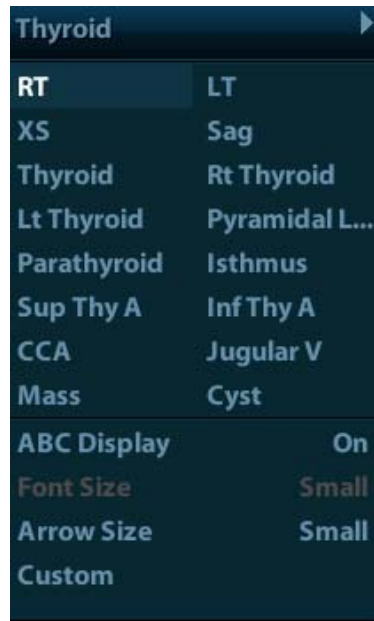 Thyroid
RT LT
XS Sag
Thyroid Rt Thyroid
Lt Thyroid Pyramidal L...
Parathyroid Isthmus
Sup Thy A Inf Thy A
CCA Jugular V
Mass Cyst
ABC Display On
Font Size Small
Arrow Size Small
Custom